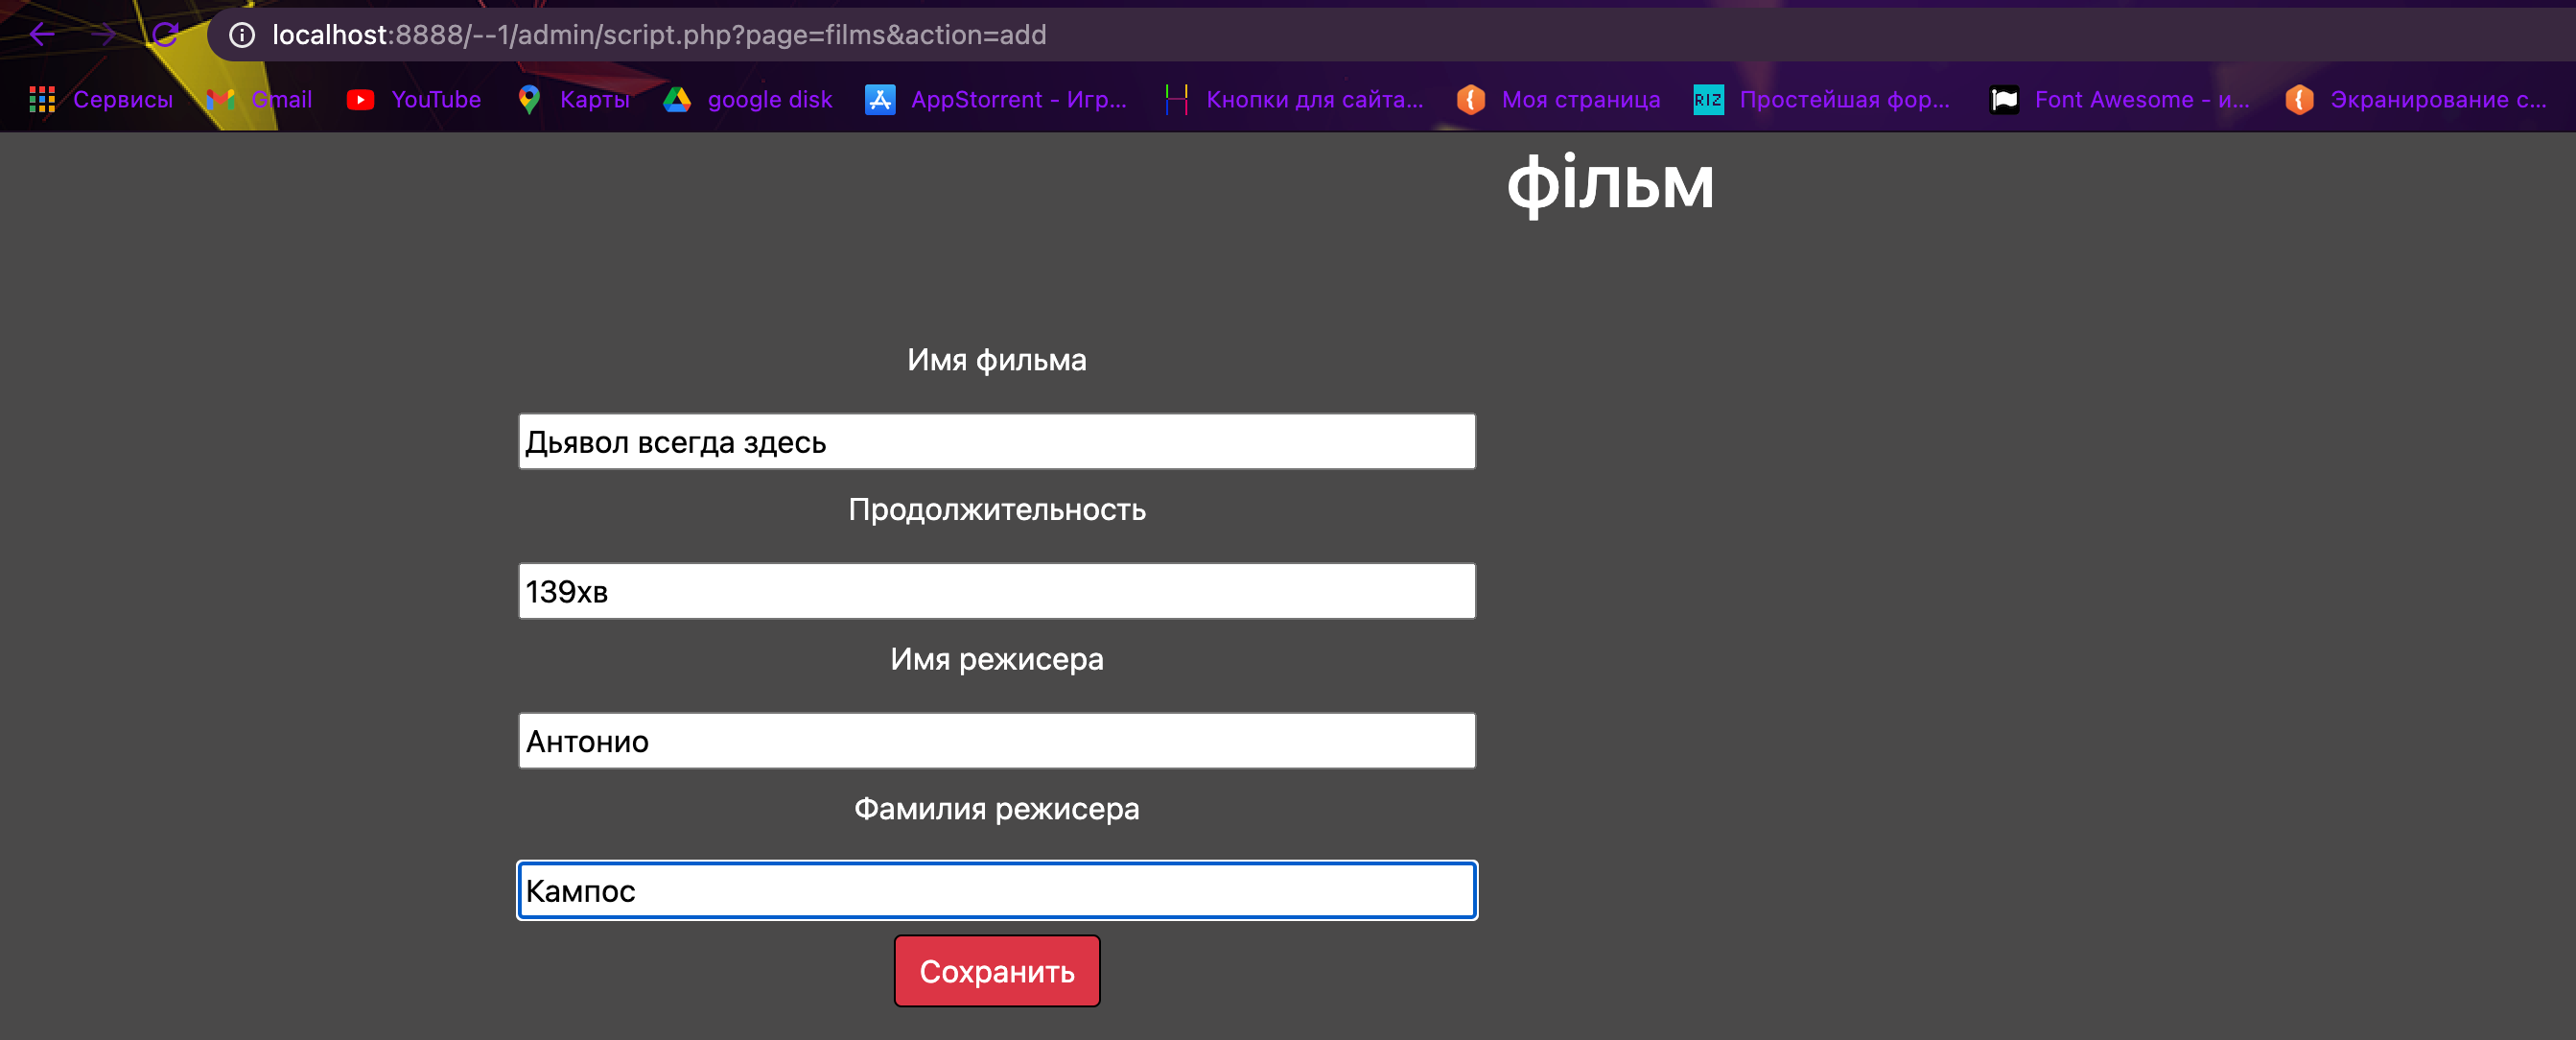 localhost:8888/--1/admin/script.php?page=films&action=add
Сервисы Gmail YouTube Карты google disk AppStorrent - Игр... Кнопки для сайта... Моя страница RIZ Простейшая фор... Font Awesome - и... Экранирование с...
фільм
Имя фильма
Дьявол всегда здесь
Продолжительность
139хв
Имя режисера
Антонио
Фамилия режисера
Кампос
Сохранить